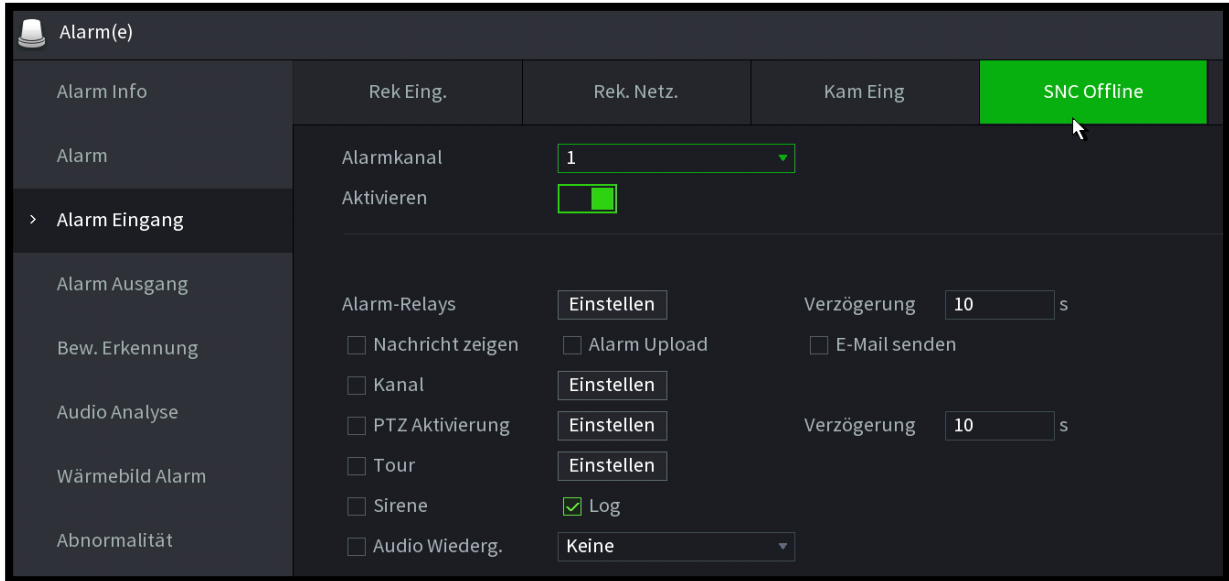 Alarm(e)
Alarm Info
Alarm
Alarm Eingang
Alarm Ausgang
Bew. Erkennung
Audio Analyse
Wärmebild Alarm
Abnormalität
Rek Eing. Rek. Netz. Kam Eing SNC Offline
Alarmkanal 1
Aktivieren
Alarm-Relays Einstellen Verzögerung 10 s
Nachricht zeigen Alarm Upload E-Mail senden
Kanal Einstellen
PTZ Aktivierung Einstellen Verzögerung 10 s
Tour Einstellen
Sirene Log
Audio Wiederg. Keine